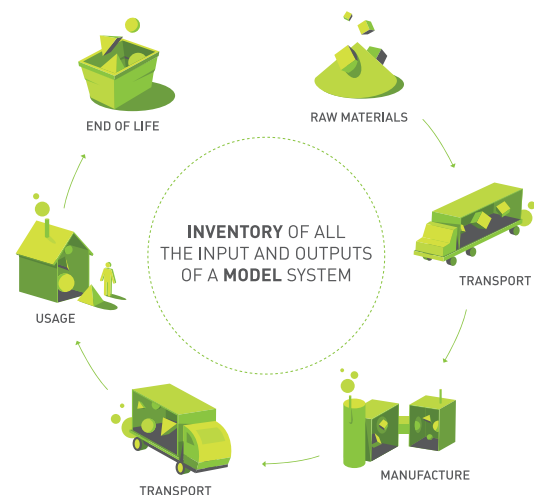 END OF LIFE
RAW MATERIALS
INVENTORY OF ALL
THE INPUT AND OUTPUTS
OF A MODEL SYSTEM
TRANSPORT
USAGE
MANUFACTURE
TRANSPORT